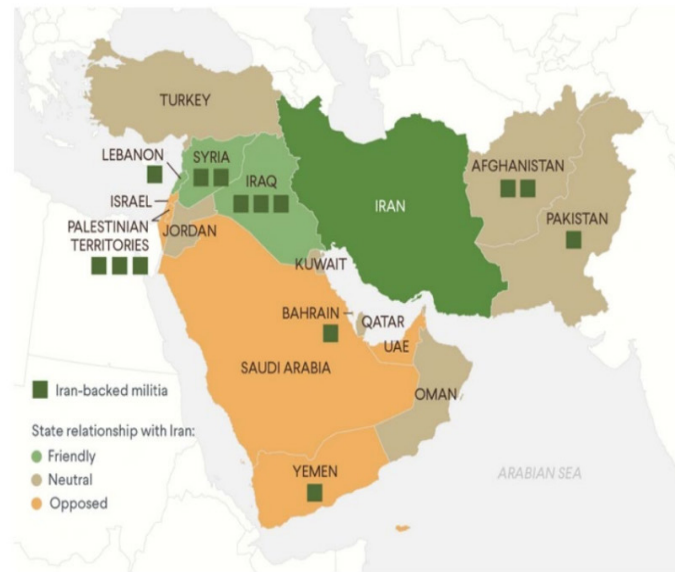 TURKEY
LEBANON
SYRIA
IRAQ
AFGHANISTAN
ISRAEL
IRAN
PALESTINIAN
TERRITORIES
JORDAN
PAKISTAN
KUWAIT
BAHRAIN
QATAR
UAE
SAUDI ARABIA
OMAN
Iran-backed militia
State relationship with Iran:
Friendly
Neutral
Opposed
YEMEN
ARABIAN SEA